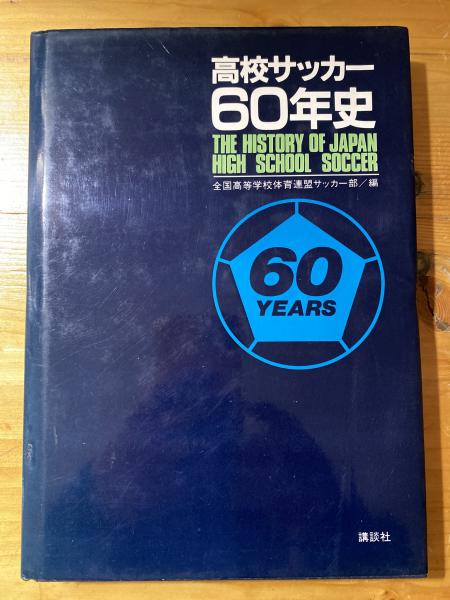 高校サッカー
60年史
THE HISTORY OF JAPAN
HIGH SCHOOL SOCCER
全国高等学校体育連盟サッカー部/編
60
YEARS
講談社